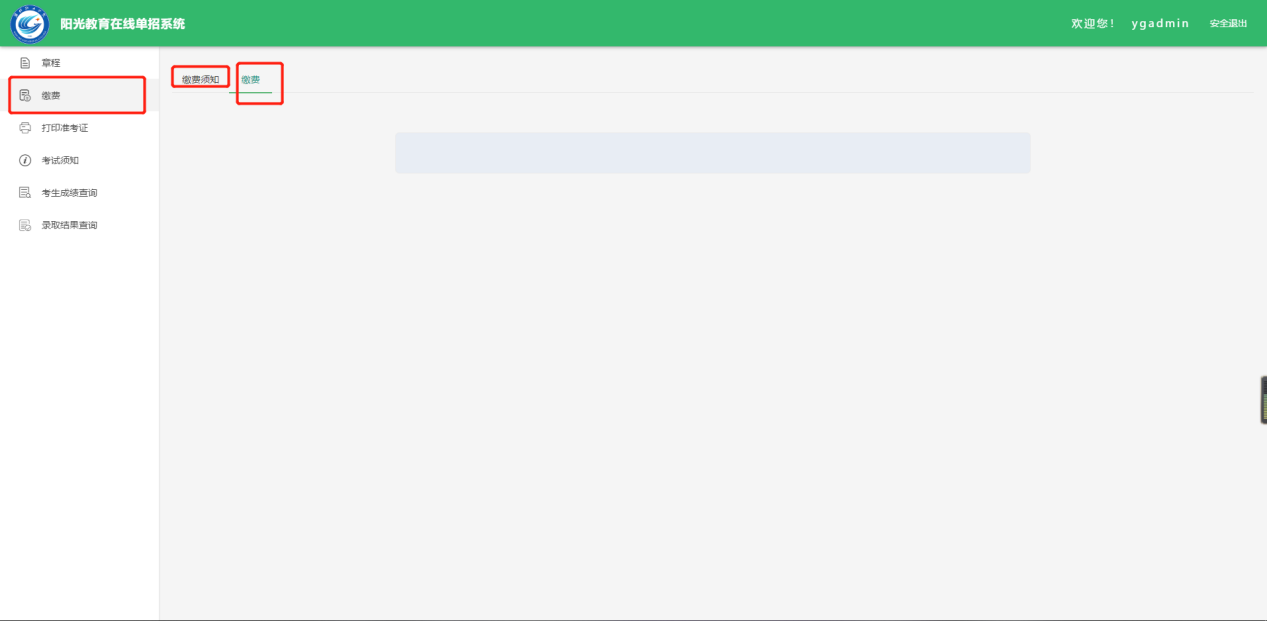 阳光教育在线单招系统
欢迎您! ygadmin 安全退出
章程
缴费
打印准考证
考试须知
考生成绩查询
录取结果查询
缴费须知 缴费